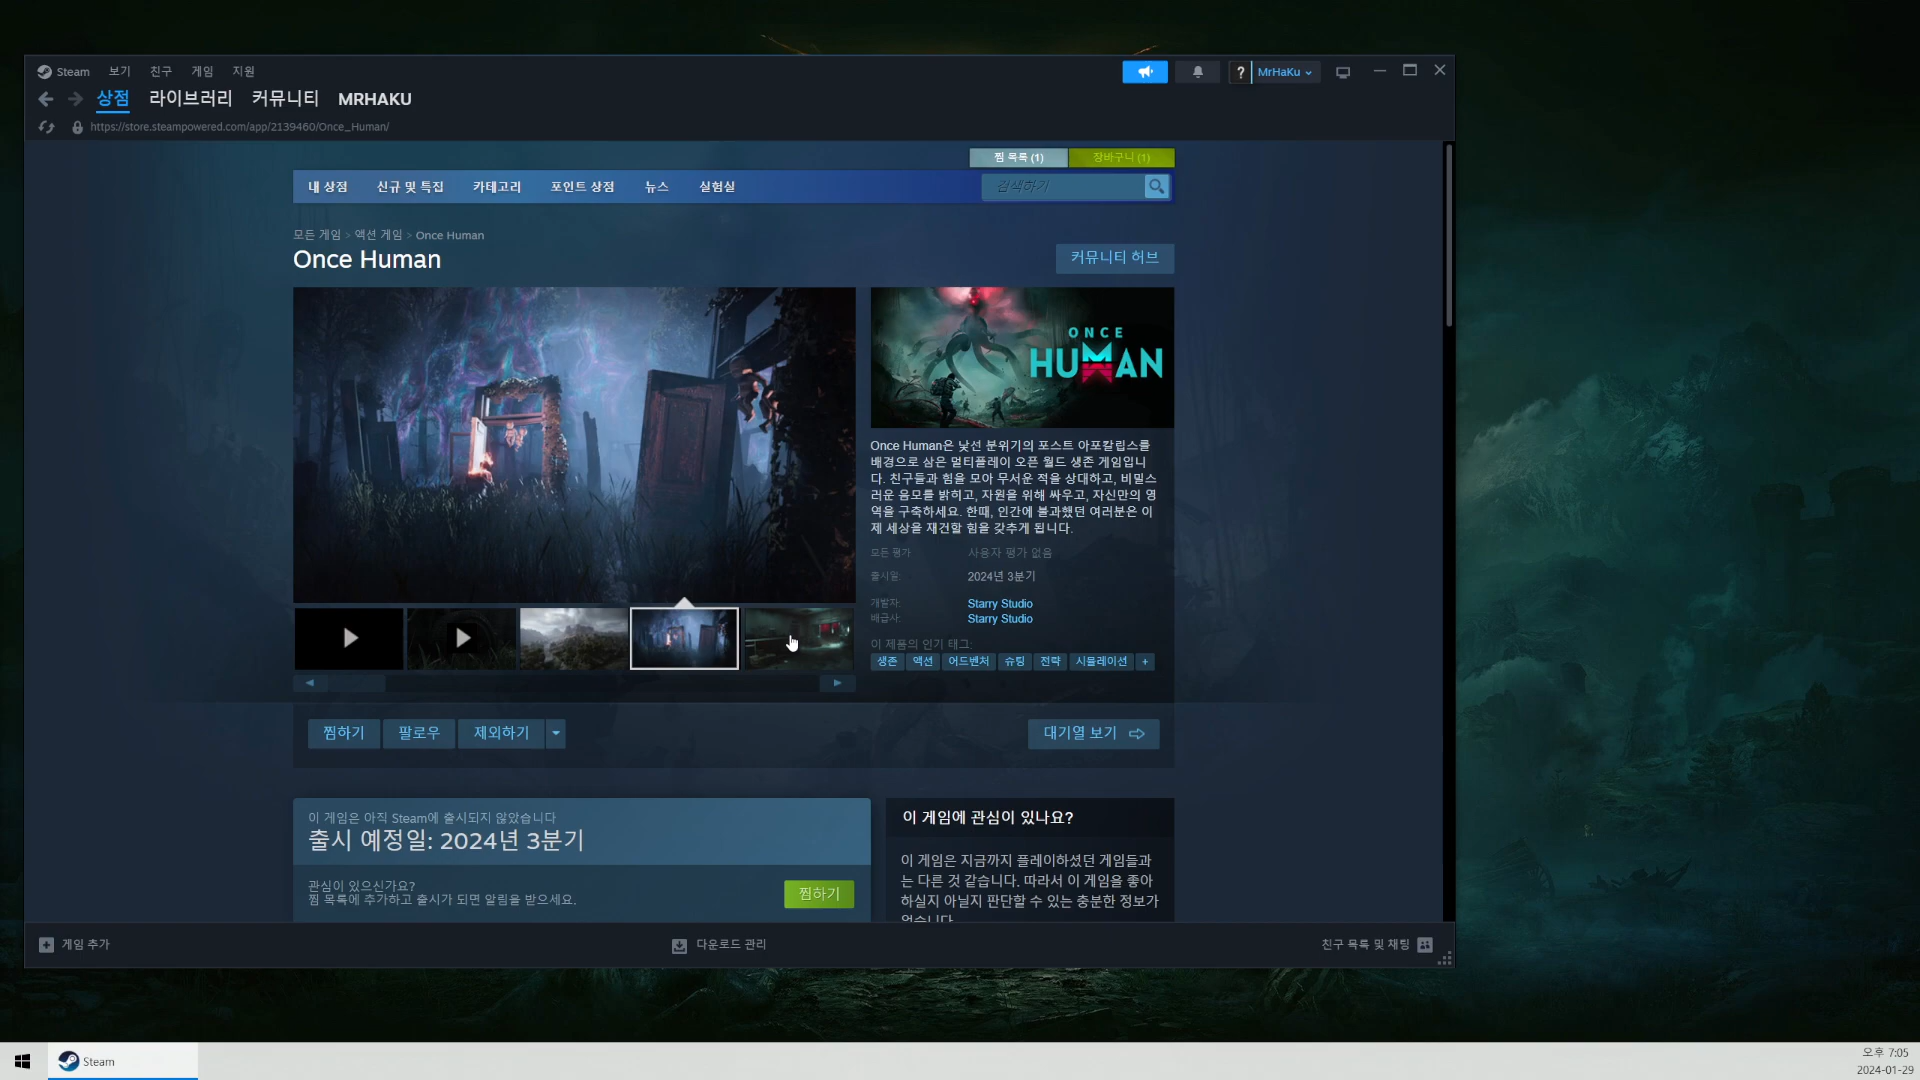 Steam 보기 친구 게임 지원
? MrHaKu
상점 라이브러리 커뮤니티 MRHAKU
https://store.steampowered.com/app/2139460/Once_Human/
찜 목록 (1) 장바구니 (1)
내 상점 신규 및 특집 카테고리 포인트 상점 뉴스 실험실 검색하기
모든 게임 > 액션 게임 > Once Human
Once Human
커뮤니티 허브
ONCE
HUMAN
Once Human은 낯선 분위기의 포스트 아포칼립스를
배경으로 삼은 멀티플레이 오픈 월드 생존 게임입니
다. 친구들과 힘을 모아 무서운 적을 상대하고, 비밀스
러운 음모를 밝히고, 자원을 위해 싸우고, 자신만의 영
역을 구축하세요. 한때, 인간에 불과했던 여러분은 이
제 세상을 재건할 힘을 갖추게 됩니다.
모든 평가 사용자 평가 없음
출시일: 2024년 3분기
개발자: Starry Studio
배급사: Starry Studio
이 제품의 인기 태그:
생존 액션 어드벤처 슈팅 전략 시뮬레이션 +
찜하기 팔로우 제외하기
대기열 보기
이 게임은 아직 Steam에 출시되지 않았습니다
출시 예정일: 2024년 3분기
관심이 있으신가요?
찜 목록에 추가하고 출시가 되면 알림을 받으세요.
찜하기
이 게임에 관심이 있나요?
이 게임은 지금까지 플레이하셨던 게임들과
는 다른 것 같습니다. 따라서 이 게임을 좋아
하실지 아닐지 판단할 수 있는 충분한 정보가
없습니다.
게임 추가 다운로드 관리 친구 목록 및 채팅
Steam
오후 7:05
2024-01-29